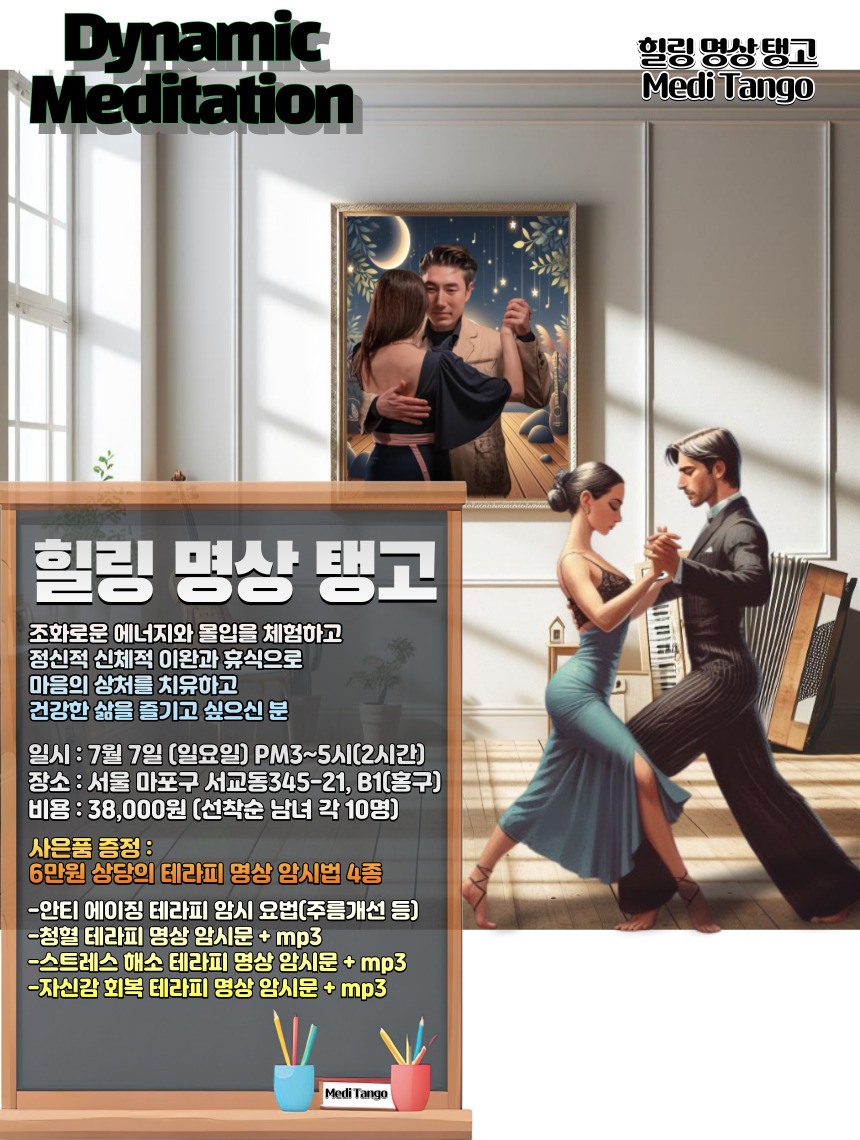 Dynamic
Meditation
힐링 명상 탱고
Medi Tango
힐링 명상 탱고
조화로운 에너지와 몰입을 체험하고
정신적 신체적 이완과 휴식으로
마음의 상처를 치유하고
건강한 삶을 즐기고 싶으신 분
일시 : 7월 7일 (일요일) PM3~5시(2시간)
장소 : 서울 마포구 서교동345-21, B1(홍구)
비용 : 38,000원 (선착순 남녀 각 10명)
사은품 증정 :
6만원 상당의 테라피 명상 암시법 4종
-안티 에이징 테라피 암시 요법(주름개선 등)
-청혈 테라피 명상 암시문 + mp3
-스트레스 해소 테라피 명상 암시문 + mp3
-자신감 회복 테라피 명상 암시문 + mp3
Medi Tango